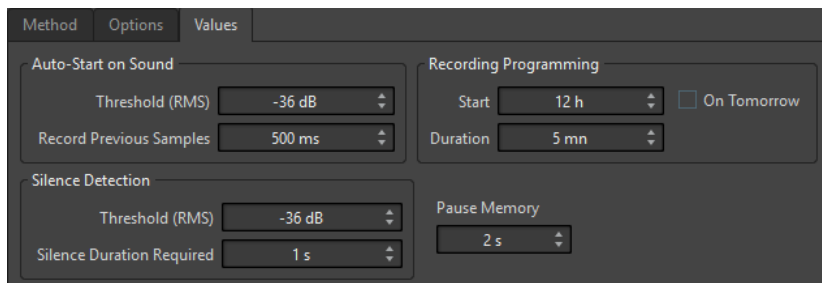 Method Options Values
Auto-Start on Sound
Threshold (RMS) -36 dB
Record Previous Samples 500 ms
Recording Programming
Start 12 h On Tomorrow
Duration 5 mn
Silence Detection
Threshold (RMS) -36 dB
Silence Duration Required 1 s
Pause Memory
2 s